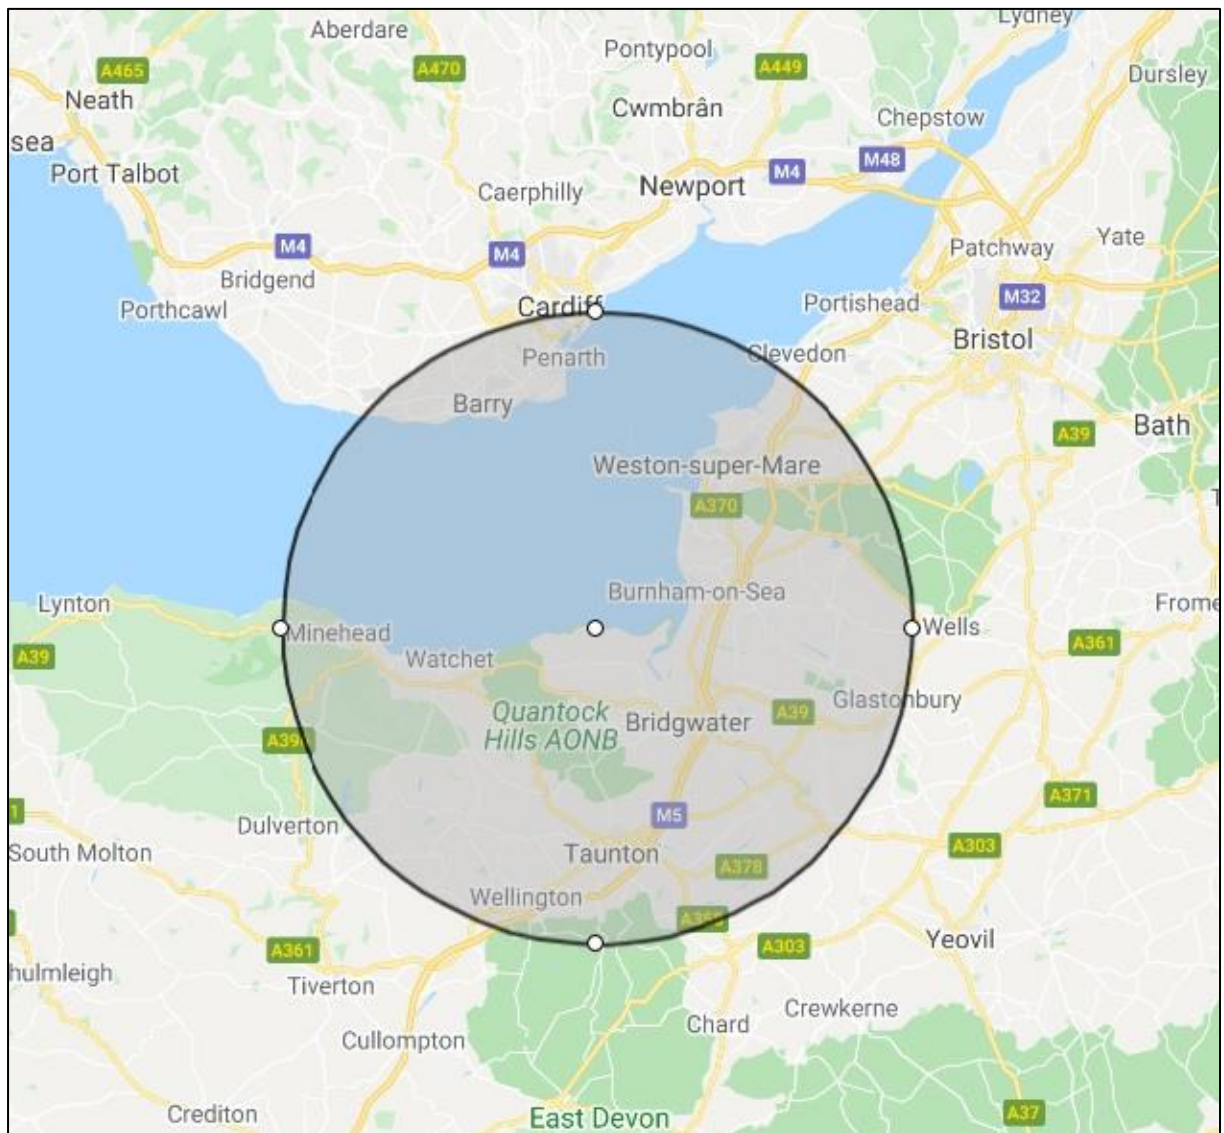 Lydney
Aberdare
Pontypool
A465
A470
A449
Dursley
Neath
Cwmbrân
Chepstow
sea
Port Talbot
M48
M4
Caerphilly
Newport
Patchway
Yate
M4
M4
Bridgend
Porthcawl
Cardiff
Portishead
M32
Bristol
Penarth
Clevedon
Barry
Bath
A39
Weston-super-Mare
A370
Burnham-on-Sea
Lynton
Frome
Minehead
Wells
A39
Watchet
A361
Glastonbury
Quantock
Hills AONB
Bridgwater
A39
A39
A371
M5
Dulverton
South Molton
Taunton
A303
A378
Wellington
A361
A303
Yeovil
hulmleigh
Tiverton
Crewkerne
Chard
Cullompton
Crediton
East Devon
A37